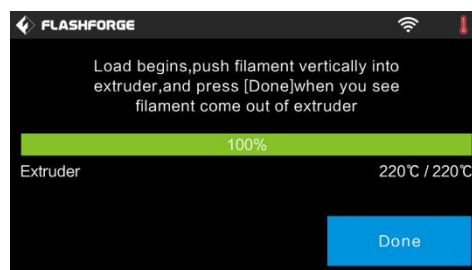 FLASHFORGE
Load begins,push filament vertically into
extruder,and press [Done]when you see
filament come out of extruder
100%
Extruder 220℃ / 220℃
Done